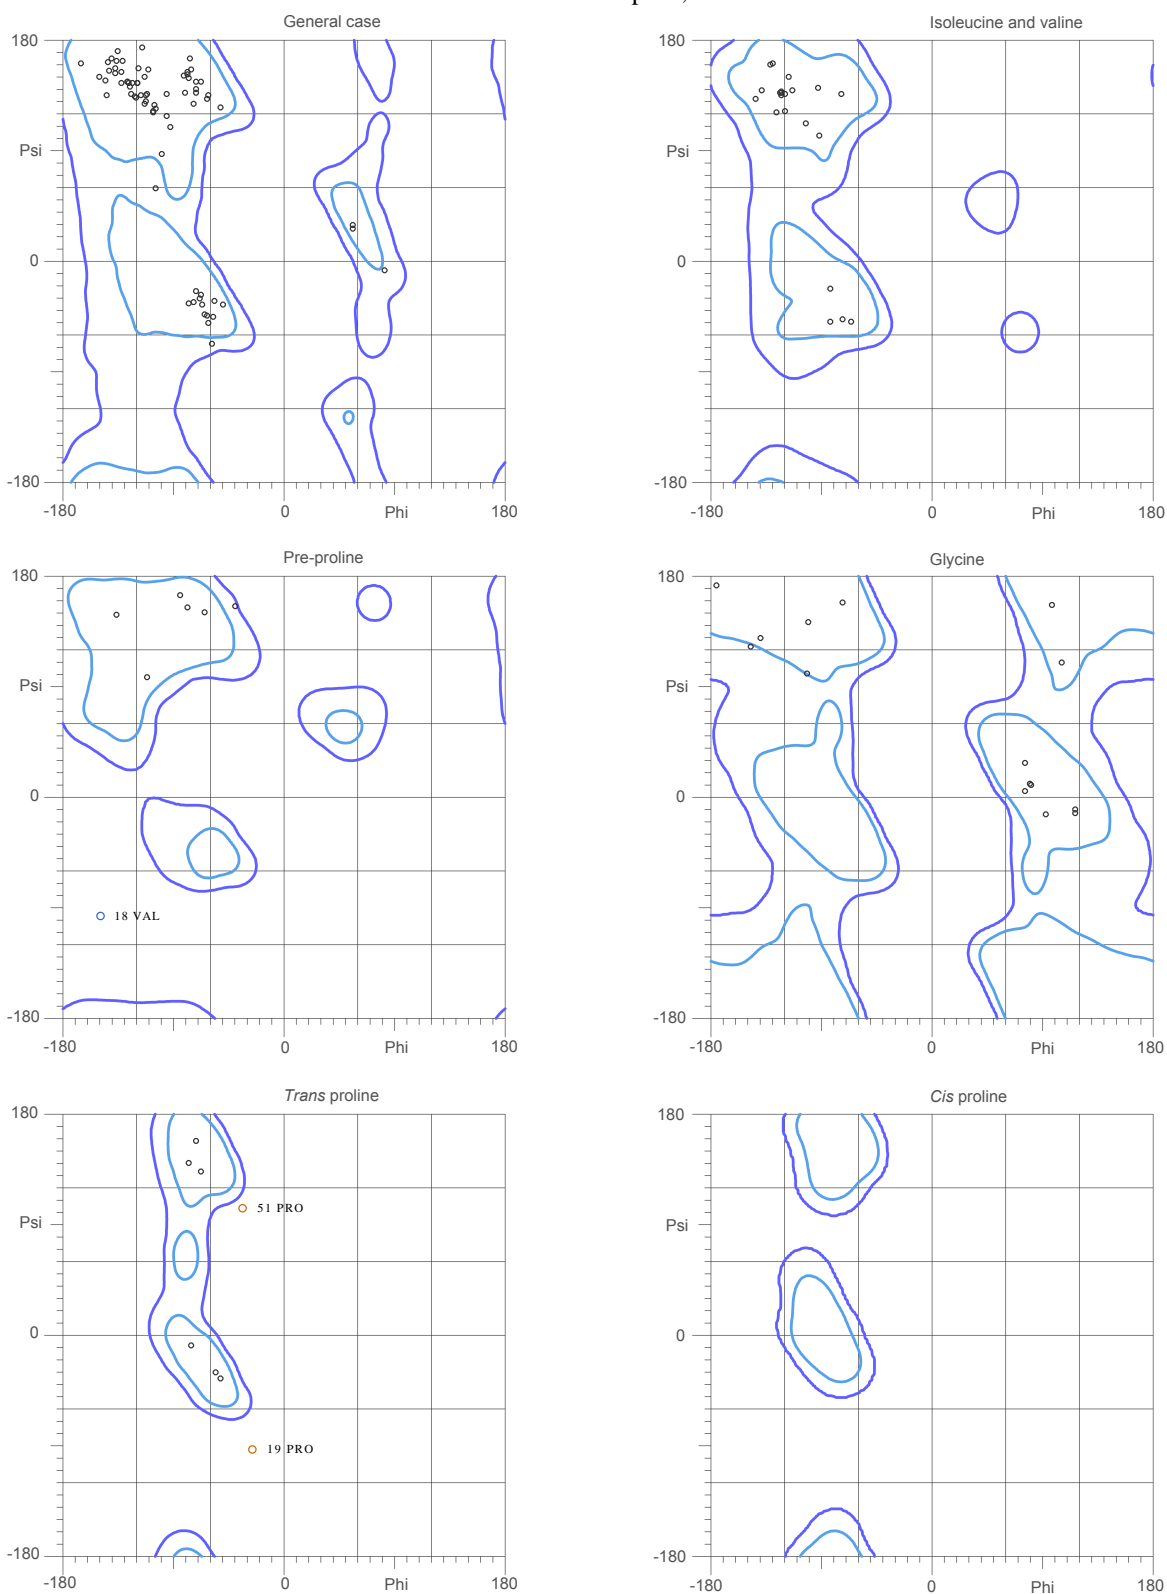 General case
Isoleucine and valine
180
180
Psi
Psi
0
0
-180
-180
-180
0
Phi
180
-180
0
Phi
180
Pre-proline
Glycine
180
180
Psi
Psi
0
0
18 VAL
-180
-180
-180
0
Phi
180
-180
0
Phi
180
Trans proline
Cis proline
180
180
51 PRO
Psi
Psi
0
0
19 PRO
-180
-180
-180
0
Phi
180
-180
0
Phi
180